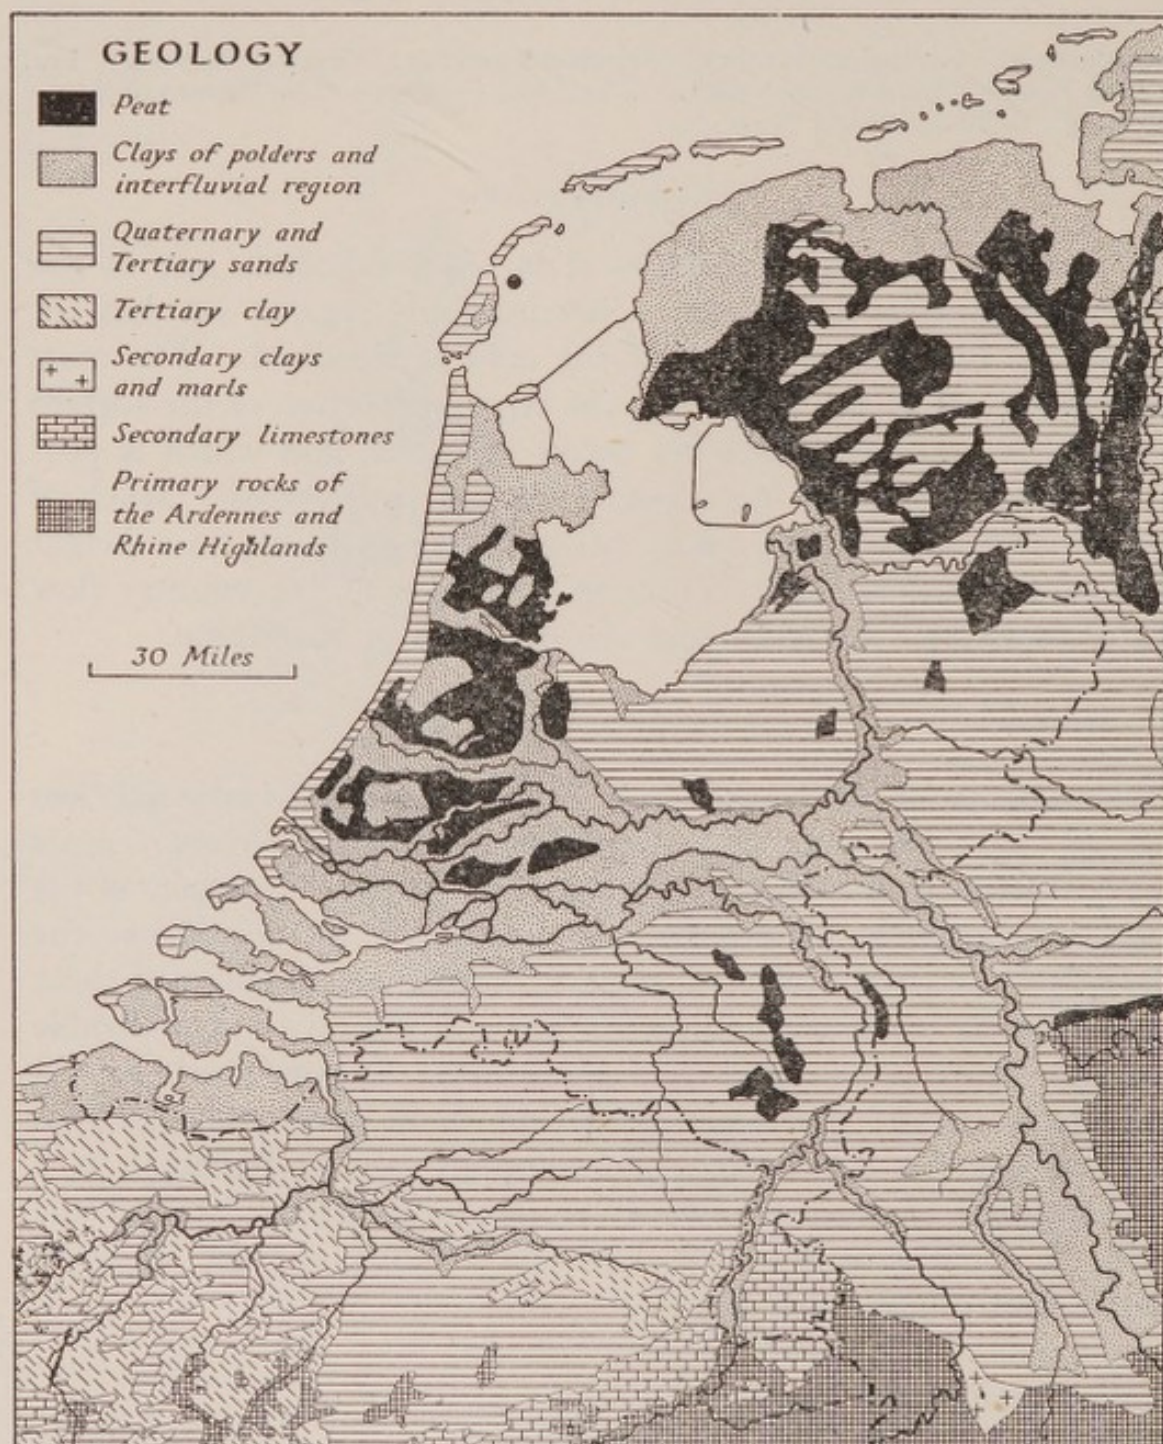 GEOLOGY
Peat
Clays of polders and
interfluvial region
Quaternary and
Tertiary sands
Tertiary clay
Secondary clays
and marls
Secondary limestones
Primary rocks of
the Ardennes and
Rhine Highlands
30 Miles